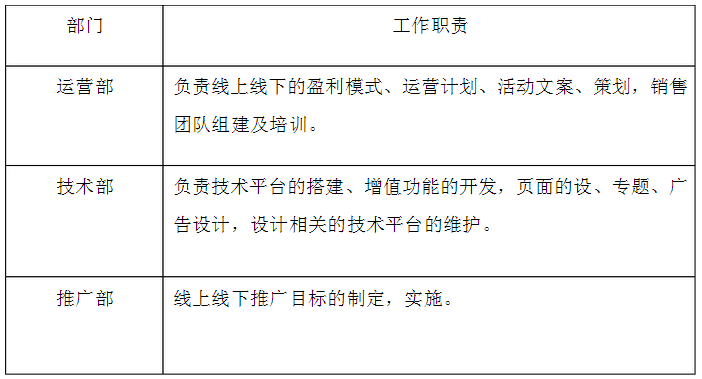 部门 工作职责
运营部 负责线上线下的盈利模式、运营计划、活动文案、策划，销售
团队组建及培训。
技术部 负责技术平台的搭建、增值功能的开发，页面的设、专题、广
告设计，设计相关的技术平台的维护。
推广部 线上线下推广目标的制定，实施。